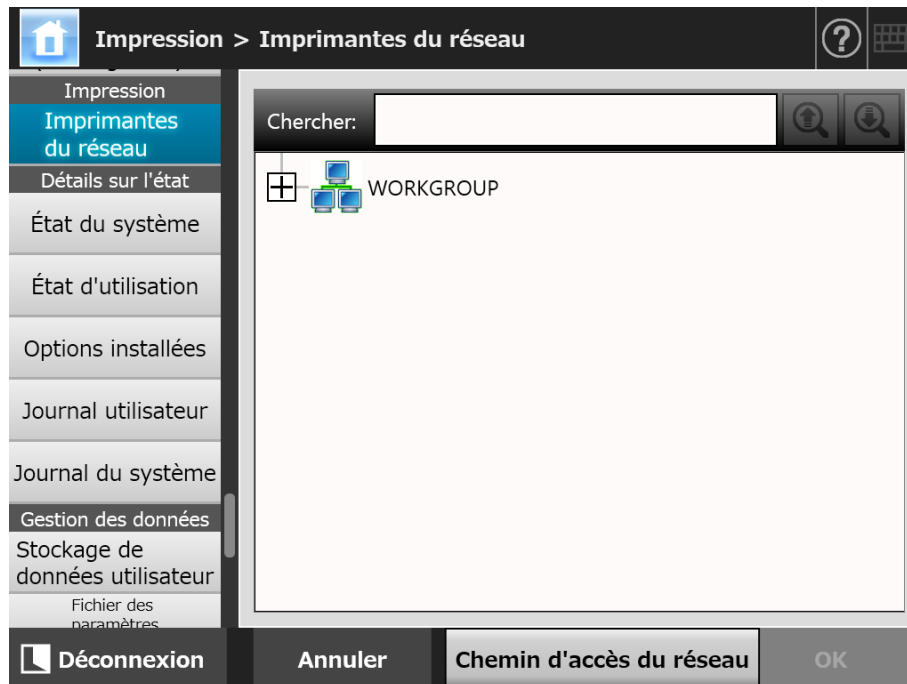 Impression > Imprimantes du réseau
Impression
Imprimantes
du réseau
Chercher:
WORKGROUP
Détails sur l'état
État du système
État d'utilisation
Options installées
Journal utilisateur
Journal du système
Gestion des données
Stockage de
données utilisateur
Fichier des
paramètres
Déconnexion
Annuler
Chemin d'accès du réseau
OK